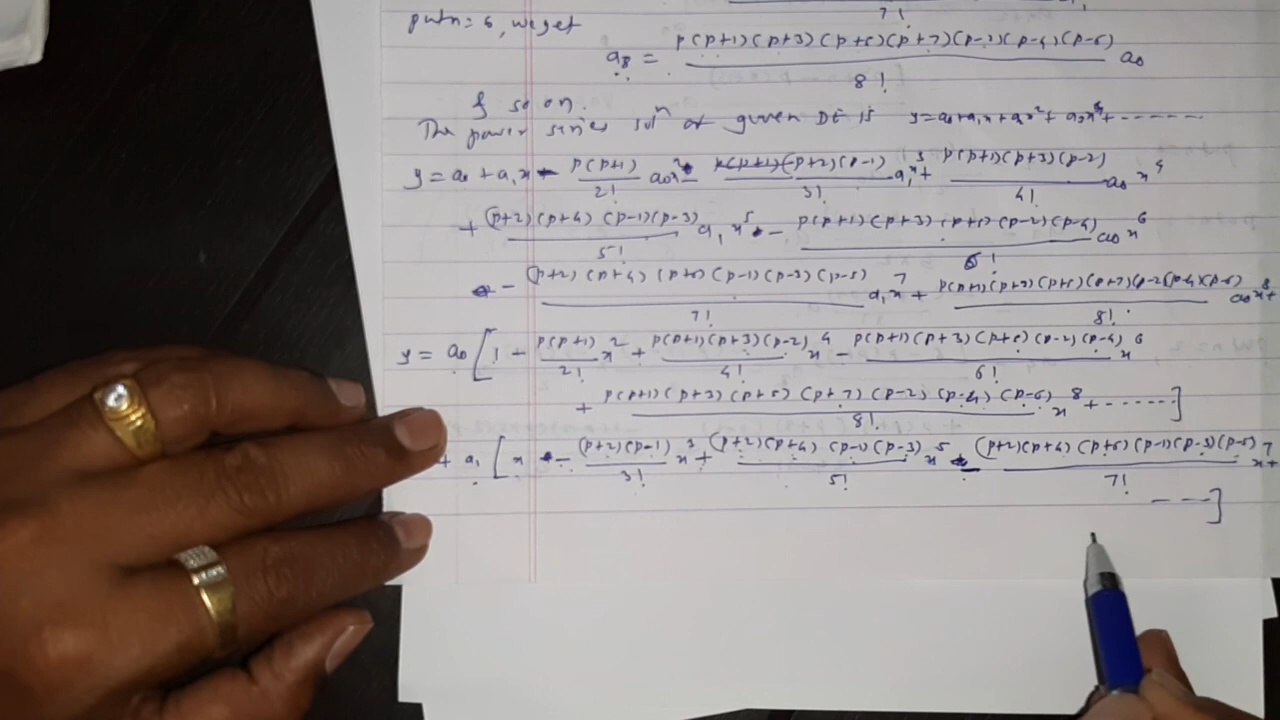 7!
put n = 6, we get
a₈ = p(p+1)(p+3)(p+5)(p+7)(p-2)(p-4)(p-6) / 8! a₀
& so on.
The power series solⁿ of given DE is y = a₀ + a₁x + a₂x² + a₃x³ + ------
y = a₀ + a₁x - p(p+1)/2! a₀x² - (p+2)(p-1)/3! a₁x³ + p(p+1)(p+3)(p-2)/4! a₀x⁴
+ (p+2)(p+4)(p-1)(p-3)/5! a₁x⁵ - p(p+1)(p+3)(p+5)(p-2)(p-4)/6! a₀x⁶
- (p+2)(p+4)(p+6)(p-1)(p-3)(p-5)/7! a₁x⁷ + p(p+1)(p+3)(p+5)(p+7)(p-2)(p-4)(p-6)/8! a₀x⁸ +
y = a₀ [ 1 - p(p+1)/2! x² + p(p+1)(p+3)(p-2)/4! x⁴ - p(p+1)(p+3)(p+5)(p-2)(p-4)/6! x⁶
+ p(p+1)(p+3)(p+5)(p+7)(p-2)(p-4)(p-6)/8! x⁸ + ------ ]
+ a₁ [ x - (p+2)(p-1)/3! x³ + (p+2)(p+4)(p-1)(p-3)/5! x⁵ - (p+2)(p+4)(p+6)(p-1)(p-3)(p-5)/7! x⁷ +
--- ]